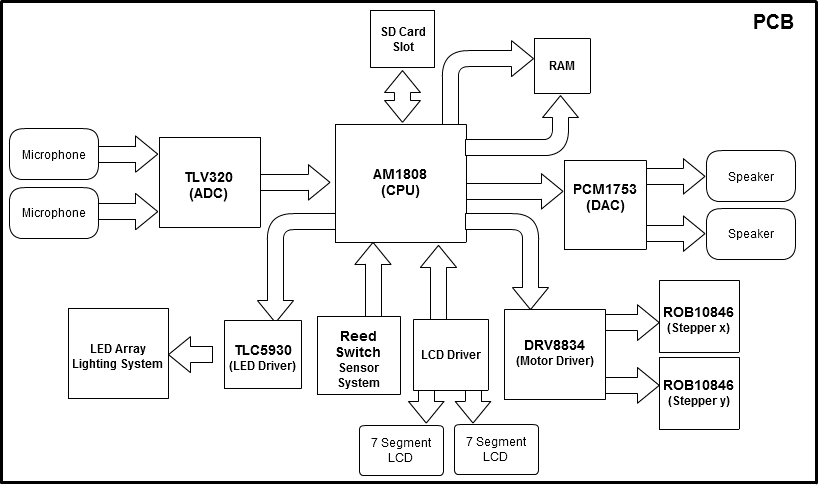 PCB
SD Card
Slot
RAM
Microphone
TLV320
(ADC)
AM1808
(CPU)
PCM1753
(DAC)
Speaker
Microphone
Speaker
LED Array
Lighting System
TLC5930
(LED Driver)
Reed
Switch
Sensor
System
LCD Driver
DRV8834
(Motor Driver)
ROB10846
(Stepper x)
ROB10846
(Stepper y)
7 Segment
LCD
7 Segment
LCD